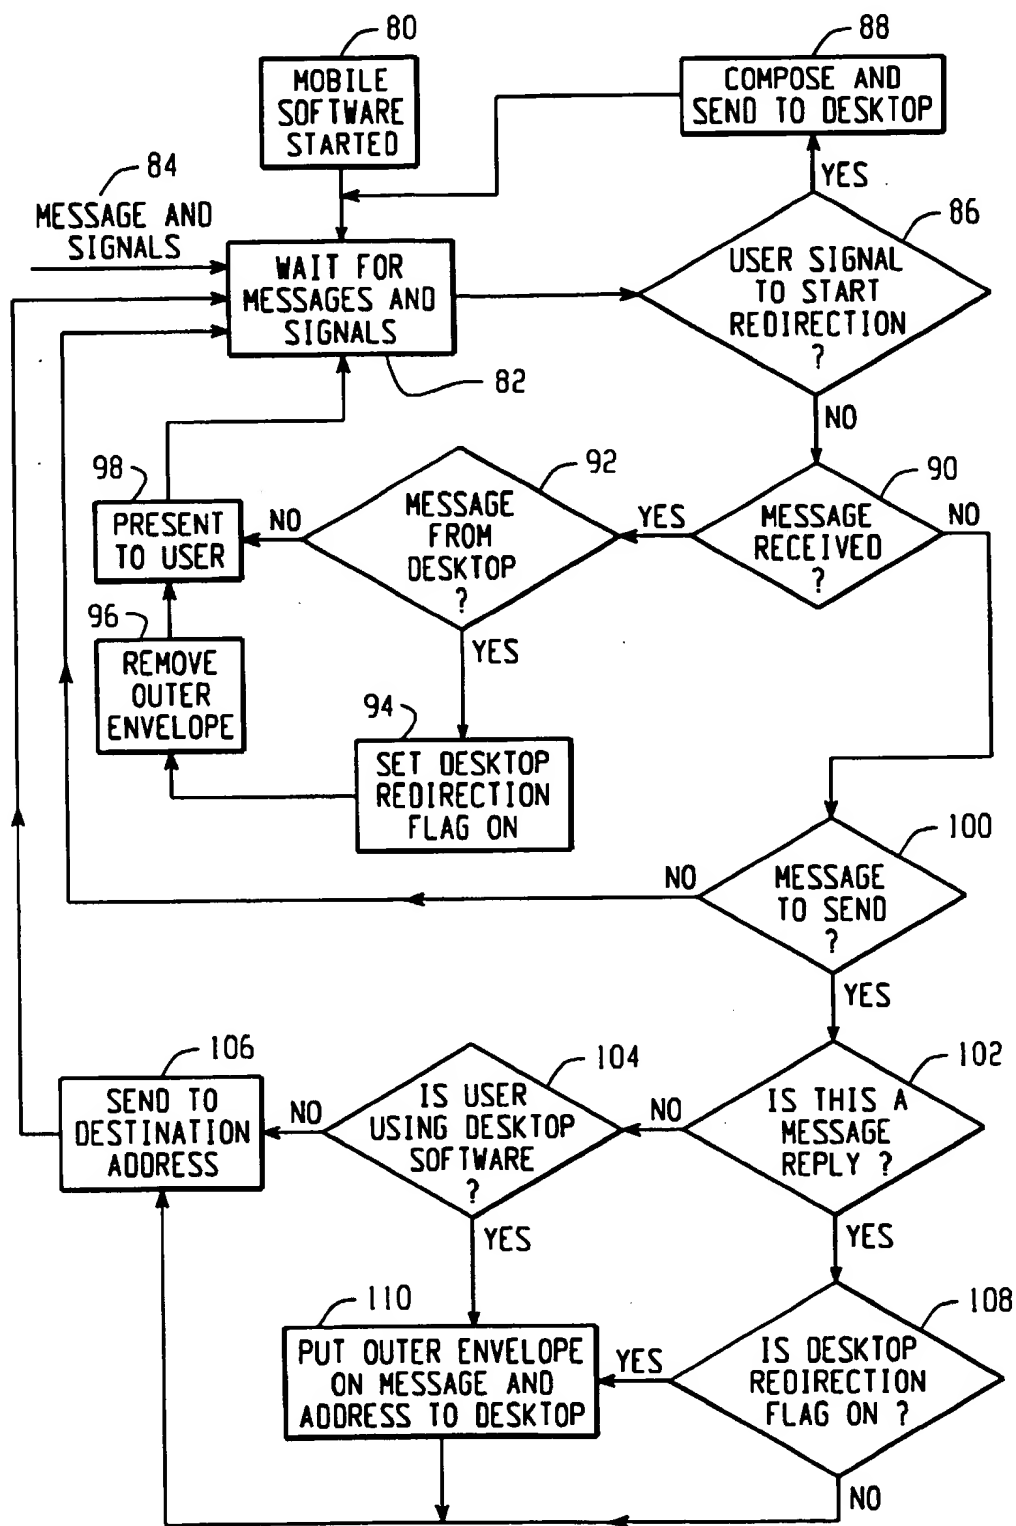 80
MOBILE
SOFTWARE
STARTED
88
COMPOSE AND
SEND TO DESKTOP
84
MESSAGE AND
SIGNALS
YES
86
WAIT FOR
MESSAGES AND
SIGNALS
82
USER SIGNAL
TO START
REDIRECTION
?
NO
98
PRESENT
TO USER
NO
92
MESSAGE
FROM
DESKTOP
?
YES
90
MESSAGE
RECEIVED
?
NO
96
REMOVE
OUTER
ENVELOPE
YES
94
SET DESKTOP
REDIRECTION
FLAG ON
NO
100
MESSAGE
TO SEND
?
YES
106
SEND TO
DESTINATION
ADDRESS
NO
104
IS USER
USING DESKTOP
SOFTWARE
?
NO
102
IS THIS A
MESSAGE
REPLY ?
YES
YES
110
PUT OUTER ENVELOPE
ON MESSAGE AND
ADDRESS TO DESKTOP
YES
108
IS DESKTOP
REDIRECTION
FLAG ON ?
NO